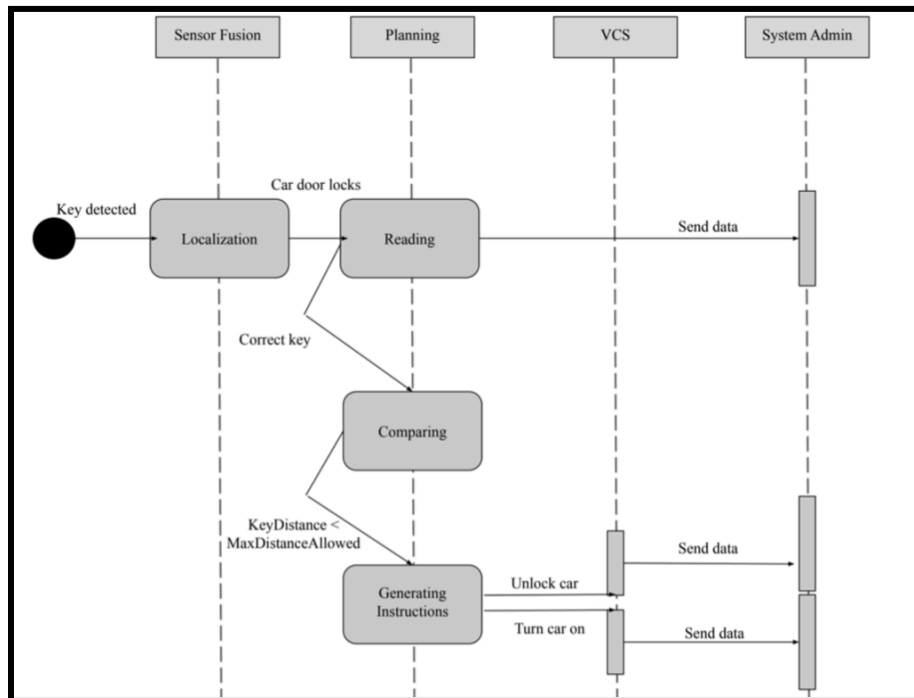 Sensor Fusion
Planning
VCS
System Admin
Car door locks
Key detected
Localization
Reading
Send data
Correct key
Comparing
KeyDistance <
MaxDistanceAllowed
Send data
Unlock car
Generating
Instructions
Turn car on
Send data